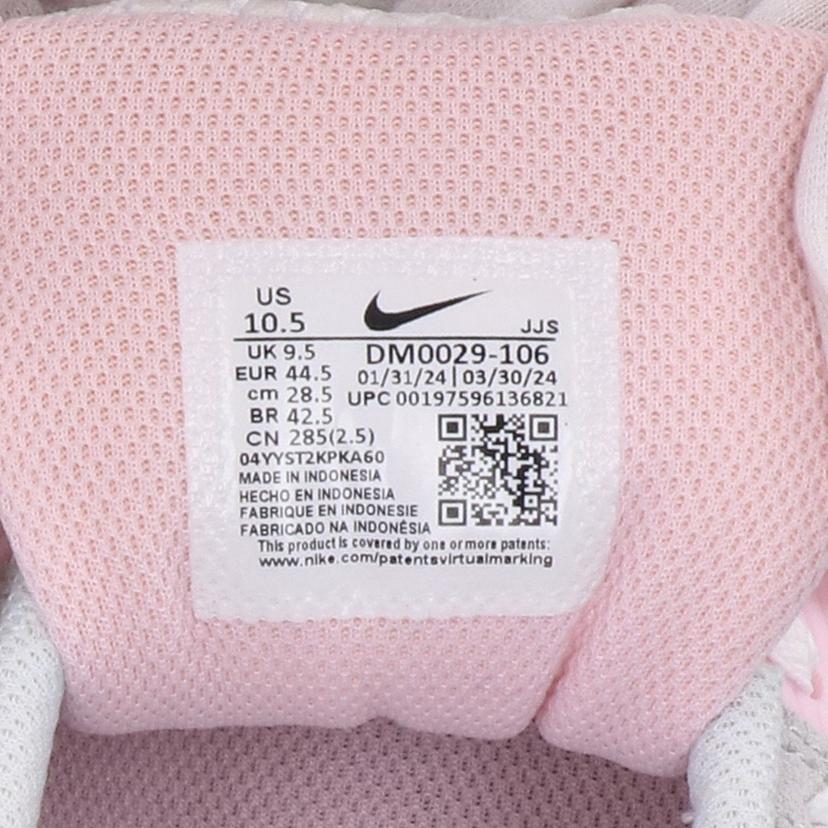 US
10.5
JJS
UK 9.5
EUR 44.5
cm 28.5
BR 42.5
CN 285(2.5)
DM0029-106
01/31/24 | 03/30/24
UPC 00197596136821
04YYST2KPKA60
MADE IN INDONESIA
HECHO EN INDONESIA
FABRIQUE EN INDONESIE
FABRICADO NA INDONÉSIA
This product is covered by one or more patents:
www.nike.com/patentsvirtualmarking